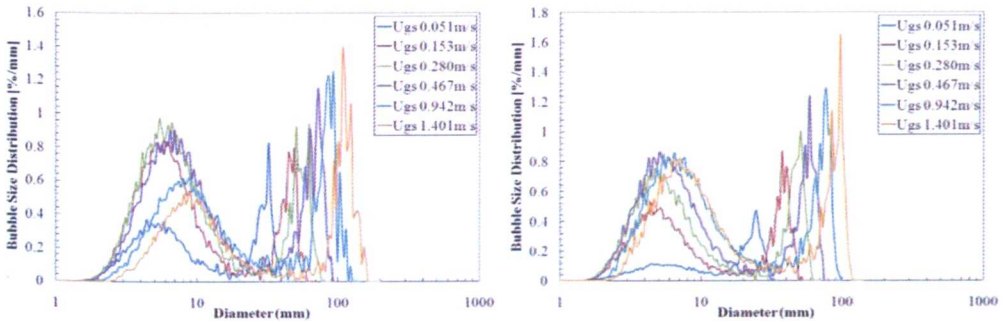 Bubble Size Distribution [%/mm]
1.6
1.4
1.2
1
0.8
0.6
0.4
0.2
0
Ugs 0.051m/s
Ugs 0.153m/s
Ugs 0.280m/s
Ugs 0.467m/s
Ugs 0.942m/s
Ugs 1.401m/s
1
10
100
1000
Diameter (mm)
Bubble Size Distribution [%/mm]
1.8
1.6
1.4
1.2
1
0.8
0.6
0.4
0.2
0
Ugs 0.051m/s
Ugs 0.153m/s
Ugs 0.280m/s
Ugs 0.467m/s
Ugs 0.942m/s
Ugs 1.401m/s
1
10
100
1000
Diameter (mm)